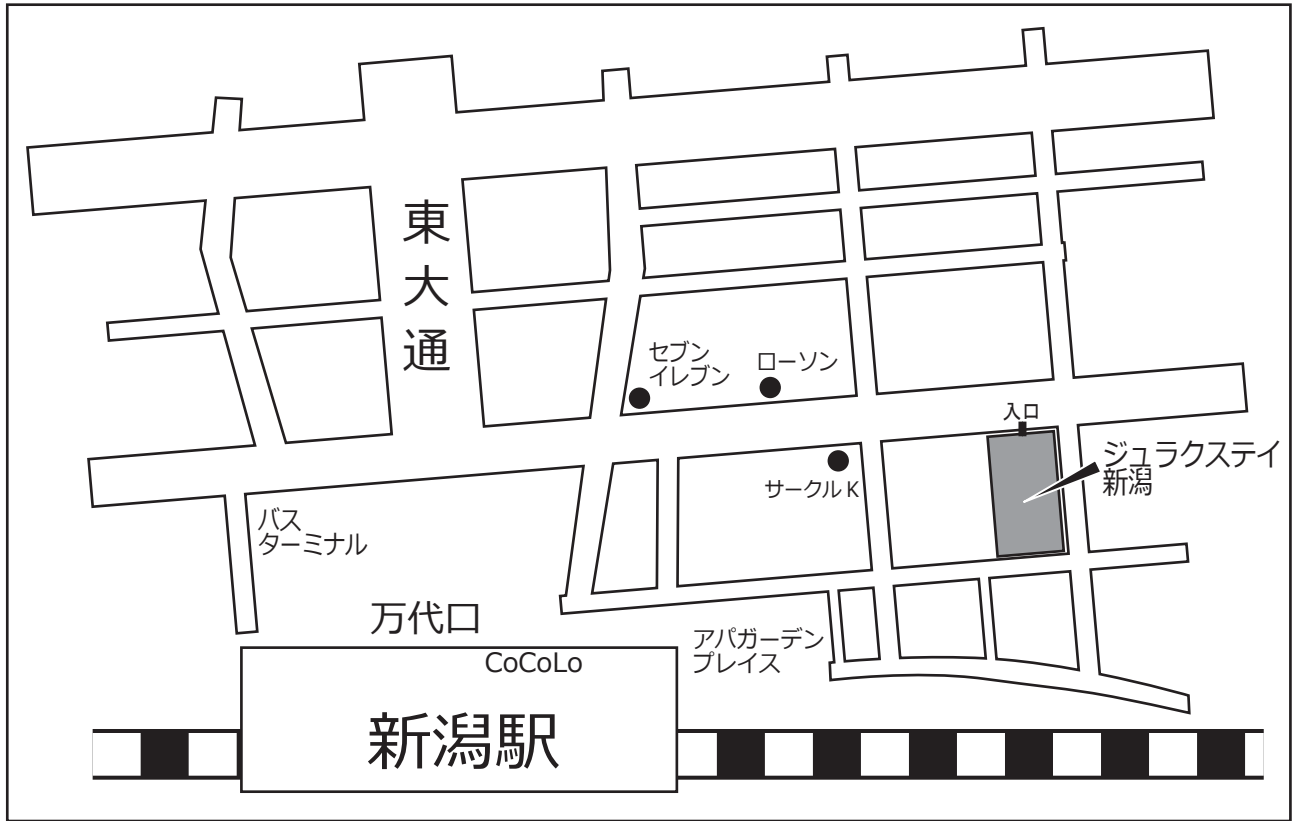 東大通
セブン
イレブン
ローソン
入口
ジュラクステイ
新潟
サークルK
バス
ターミナル
万代口
アパガーデン
プレイス
CoCoLo
新潟駅